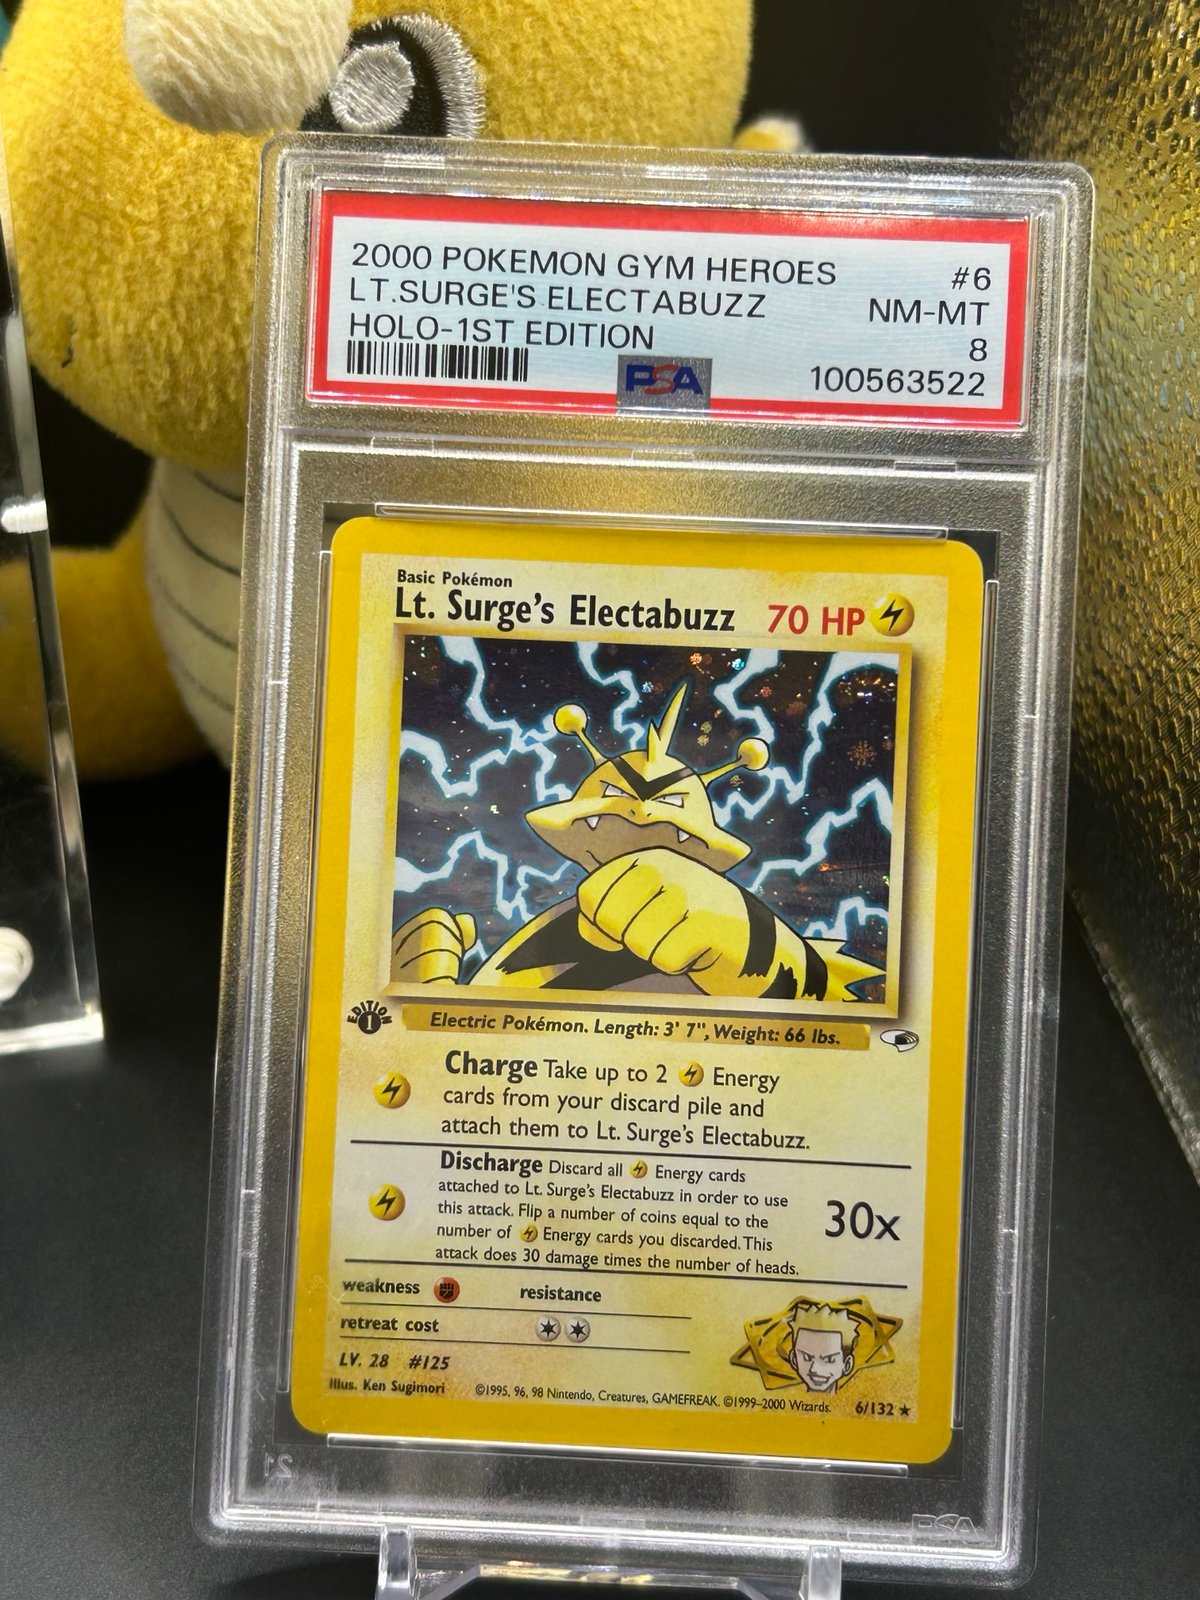 2000 POKEMON GYM HEROES #6
LT.SURGE'S ELECTABUZZ NM-MT
HOLO-1ST EDITION 8
PSA 100563522
Basic Pokémon
Lt. Surge's Electabuzz 70 HP
EDITION 1
Electric Pokémon. Length: 3' 7", Weight: 66 lbs.
Charge Take up to 2 Energy
cards from your discard pile and
attach them to Lt. Surge's Electabuzz.
Discharge Discard all Energy cards
attached to Lt. Surge's Electabuzz in order to use
this attack. Flip a number of coins equal to the
number of Energy cards you discarded. This
attack does 30 damage times the number of heads.
30x
weakness resistance
retreat cost
LV. 28 #125
Illus. Ken Sugimori ©1995, 96, 98 Nintendo, Creatures, GAMEFREAK. ©1999-2000 Wizards. 6/132 ★
21
PSA